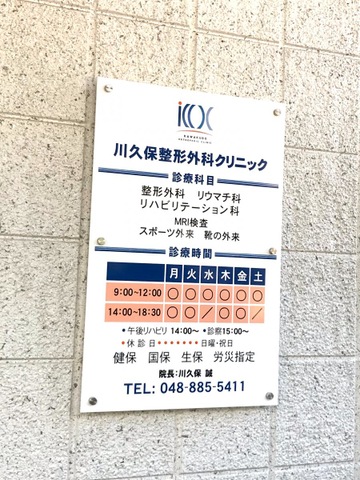 KAWAKUBO
ORTHOPEDIC CLINIC
川久保整形外科クリニック
診療科目
整形外科 リウマチ科
リハビリテーション科
MRI検査
スポーツ外来 靴の外来
診療時間
月 火 水 木 金 土
9:00~12:00 ○ ○ ○ ○ ○ ○
14:00~18:30 ○ ○ / ○ ○ /
・午後リハビリ 14:00~ ・診察15:00~
・休診日・・・・・・・日曜・祝日
健保 国保 生保 労災指定
院長:川久保 誠
TEL: 048-885-5411